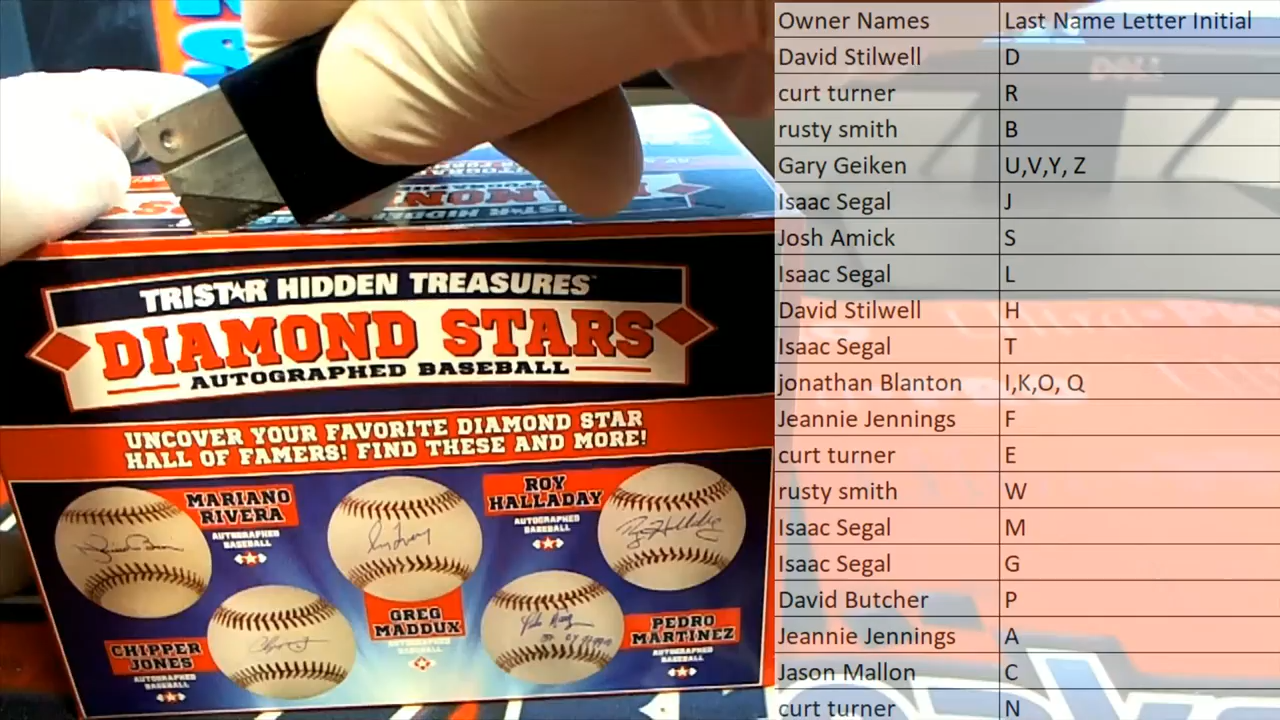 TRISTAR HIDDEN TREASURES™
DIAMOND STARS
AUTOGRAPHED BASEBALL
UNCOVER YOUR FAVORITE DIAMOND STAR
HALL OF FAMERS! FIND THESE AND MORE!
MARIANO
RIVERA
AUTOGRAPHED
BASEBALL
GREG
MADDUX
AUTOGRAPHED
BASEBALL
ROY
HALLADAY
AUTOGRAPHED
BASEBALL
CHIPPER
JONES
AUTOGRAPHED
BASEBALL
PEDRO
MARTINEZ
AUTOGRAPHED
BASEBALL
Owner Names Last Name Letter Initial
David Stilwell D
curt turner R
rusty smith B
Gary Geiken U,V,Y, Z
Isaac Segal J
Josh Amick S
Isaac Segal L
David Stilwell H
Isaac Segal T
jonathan Blanton I,K,O, Q
Jeannie Jennings F
curt turner E
rusty smith W
Isaac Segal M
Isaac Segal G
David Butcher P
Jeannie Jennings A
Jason Mallon C
curt turner N
DELL